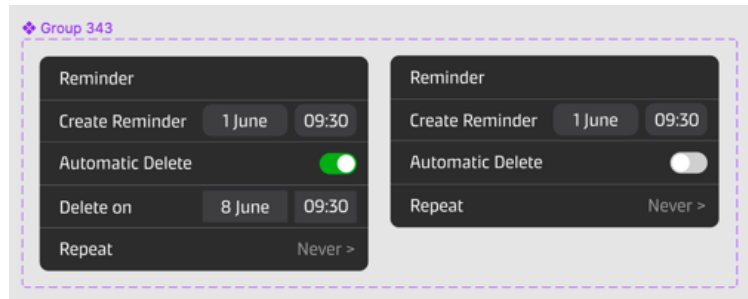 Group 343
Reminder
Create Reminder 1 June 09:30
Automatic Delete
Delete on 8 June 09:30
Repeat Never >
Reminder
Create Reminder 1 June 09:30
Automatic Delete
Repeat Never >